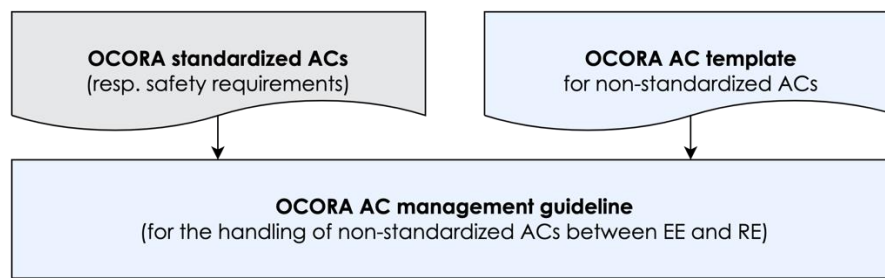 OCORA standardized ACs
(resp. safety requirements)
OCORA AC template
for non-standardized ACs
OCORA AC management guideline
(for the handling of non-standardized ACs between EE and RE)